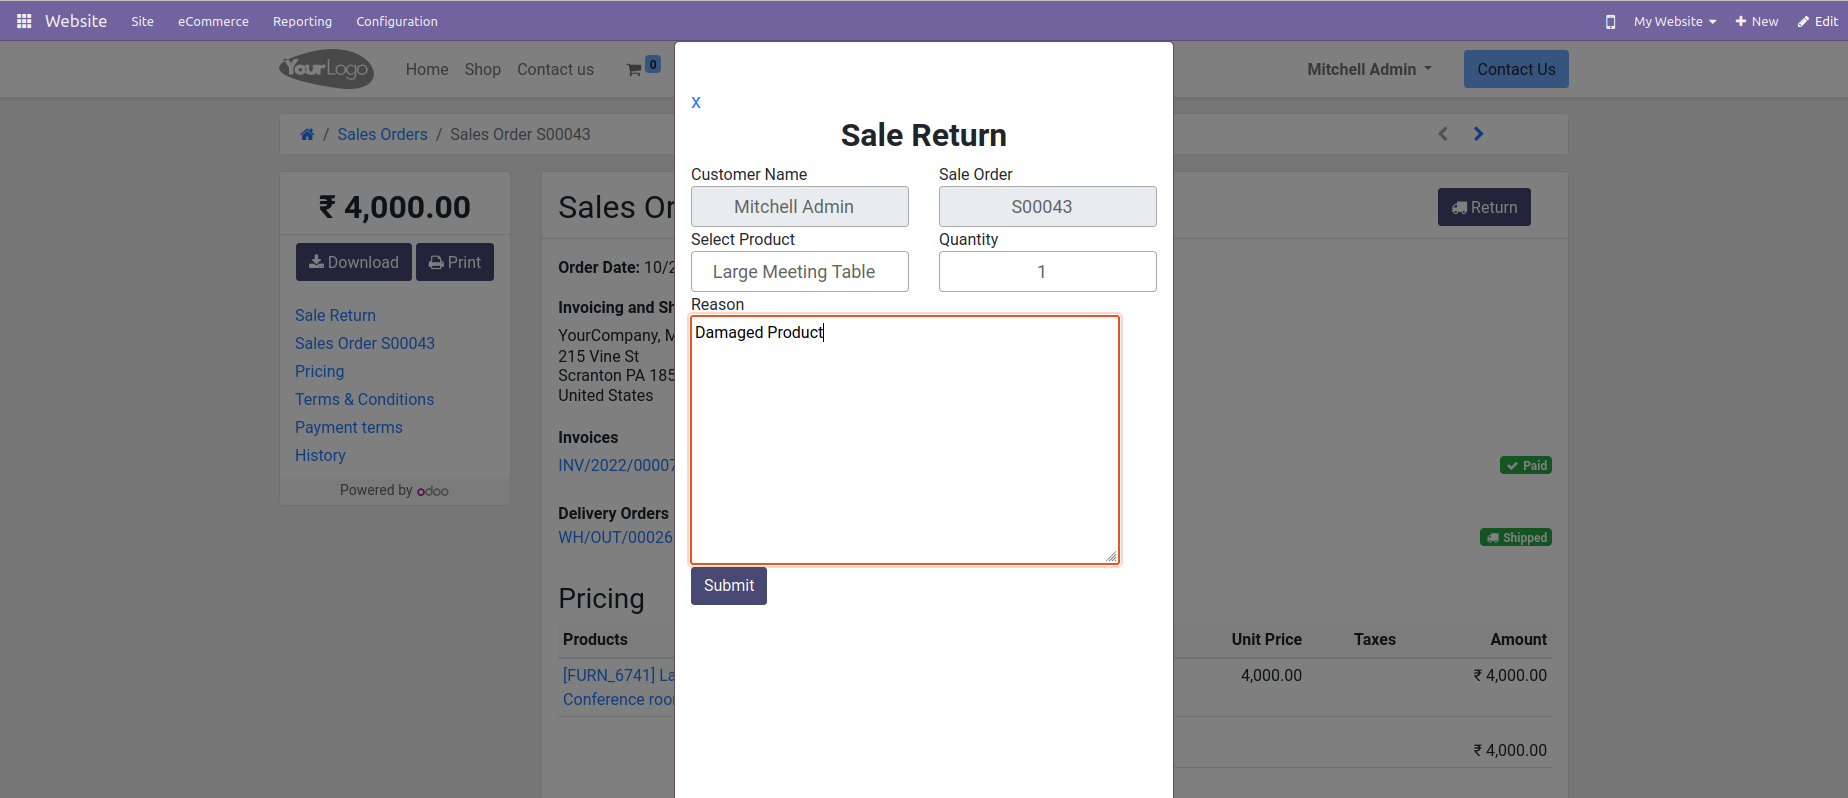 Website Site eCommerce Reporting Configuration My Website New Edit
YourLogo Home Shop Contact us 0 Mitchell Admin Contact Us
/ Sales Orders / Sales Order S00043
₹ 4,000.00
Download Print
Sale Return
Sales Order S00043
Pricing
Terms & Conditions
Payment terms
History
Powered by odoo
x
Sale Return
Customer Name Sale Order
Mitchell Admin S00043
Select Product Quantity
Large Meeting Table 1
Reason
Damaged Product
Submit
Sales Or
Return
Order Date: 10/2
Invoicing and Sh
YourCompany, M
215 Vine St
Scranton PA 185
United States
Invoices
INV/2022/00007 Paid
Delivery Orders
WH/OUT/00026 Shipped
Pricing
Products Unit Price Taxes Amount
[FURN_6741] La 4,000.00 ₹ 4,000.00
Conference roo
₹ 4,000.00